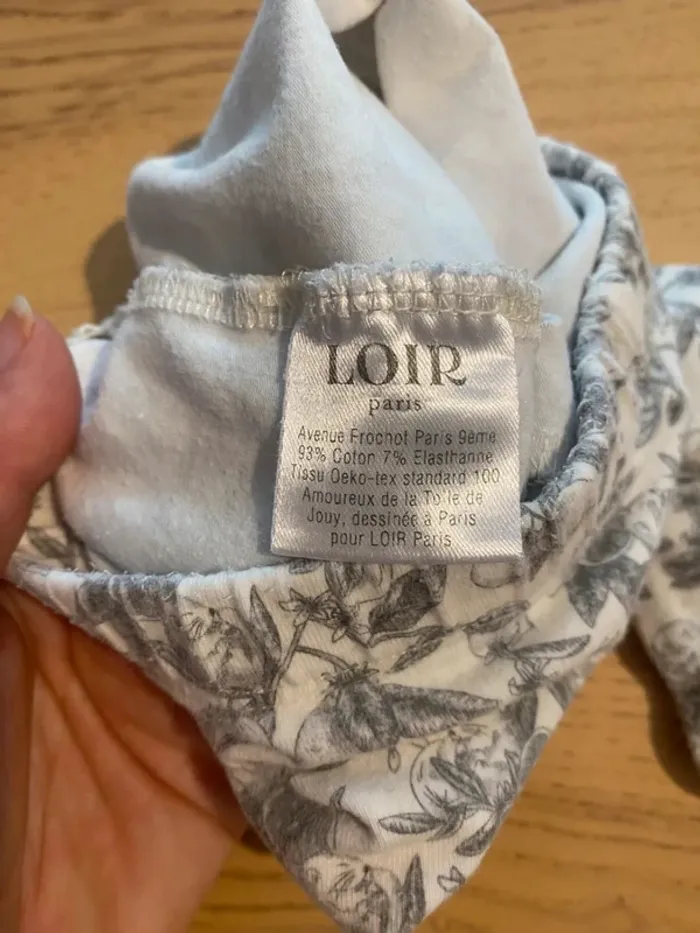 LOIR
paris
Avenue Frochot Paris 9eme
93% Coton 7% Elasthanne
Tissu Oeko-tex standard 100
Amoureux de la Toile de
Jouy, dessinée à Paris
pour LOIR Paris